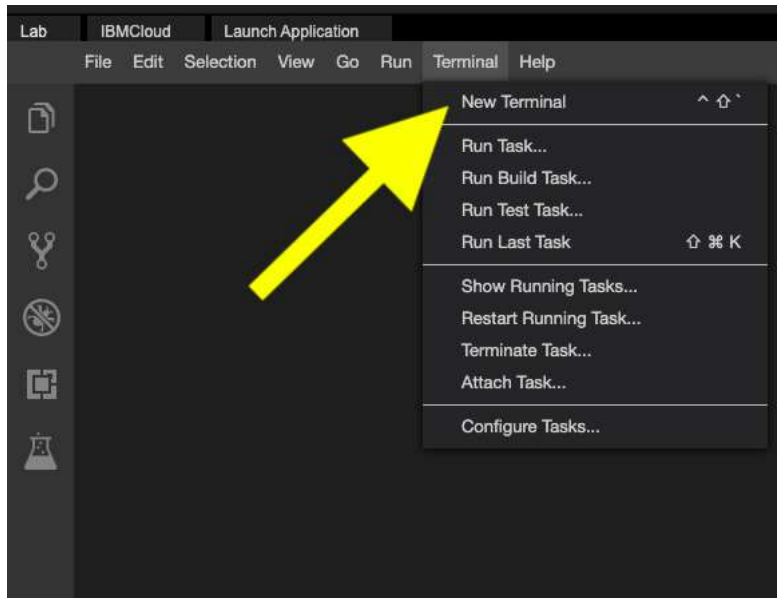 Lab IBMCloud Launch Application
File Edit Selection View Go Run Terminal Help
New Terminal ^ ⇧ `
Run Task...
Run Build Task...
Run Test Task...
Run Last Task ⇧ ⌘ K
Show Running Tasks...
Restart Running Task...
Terminate Task...
Attach Task...
Configure Tasks...